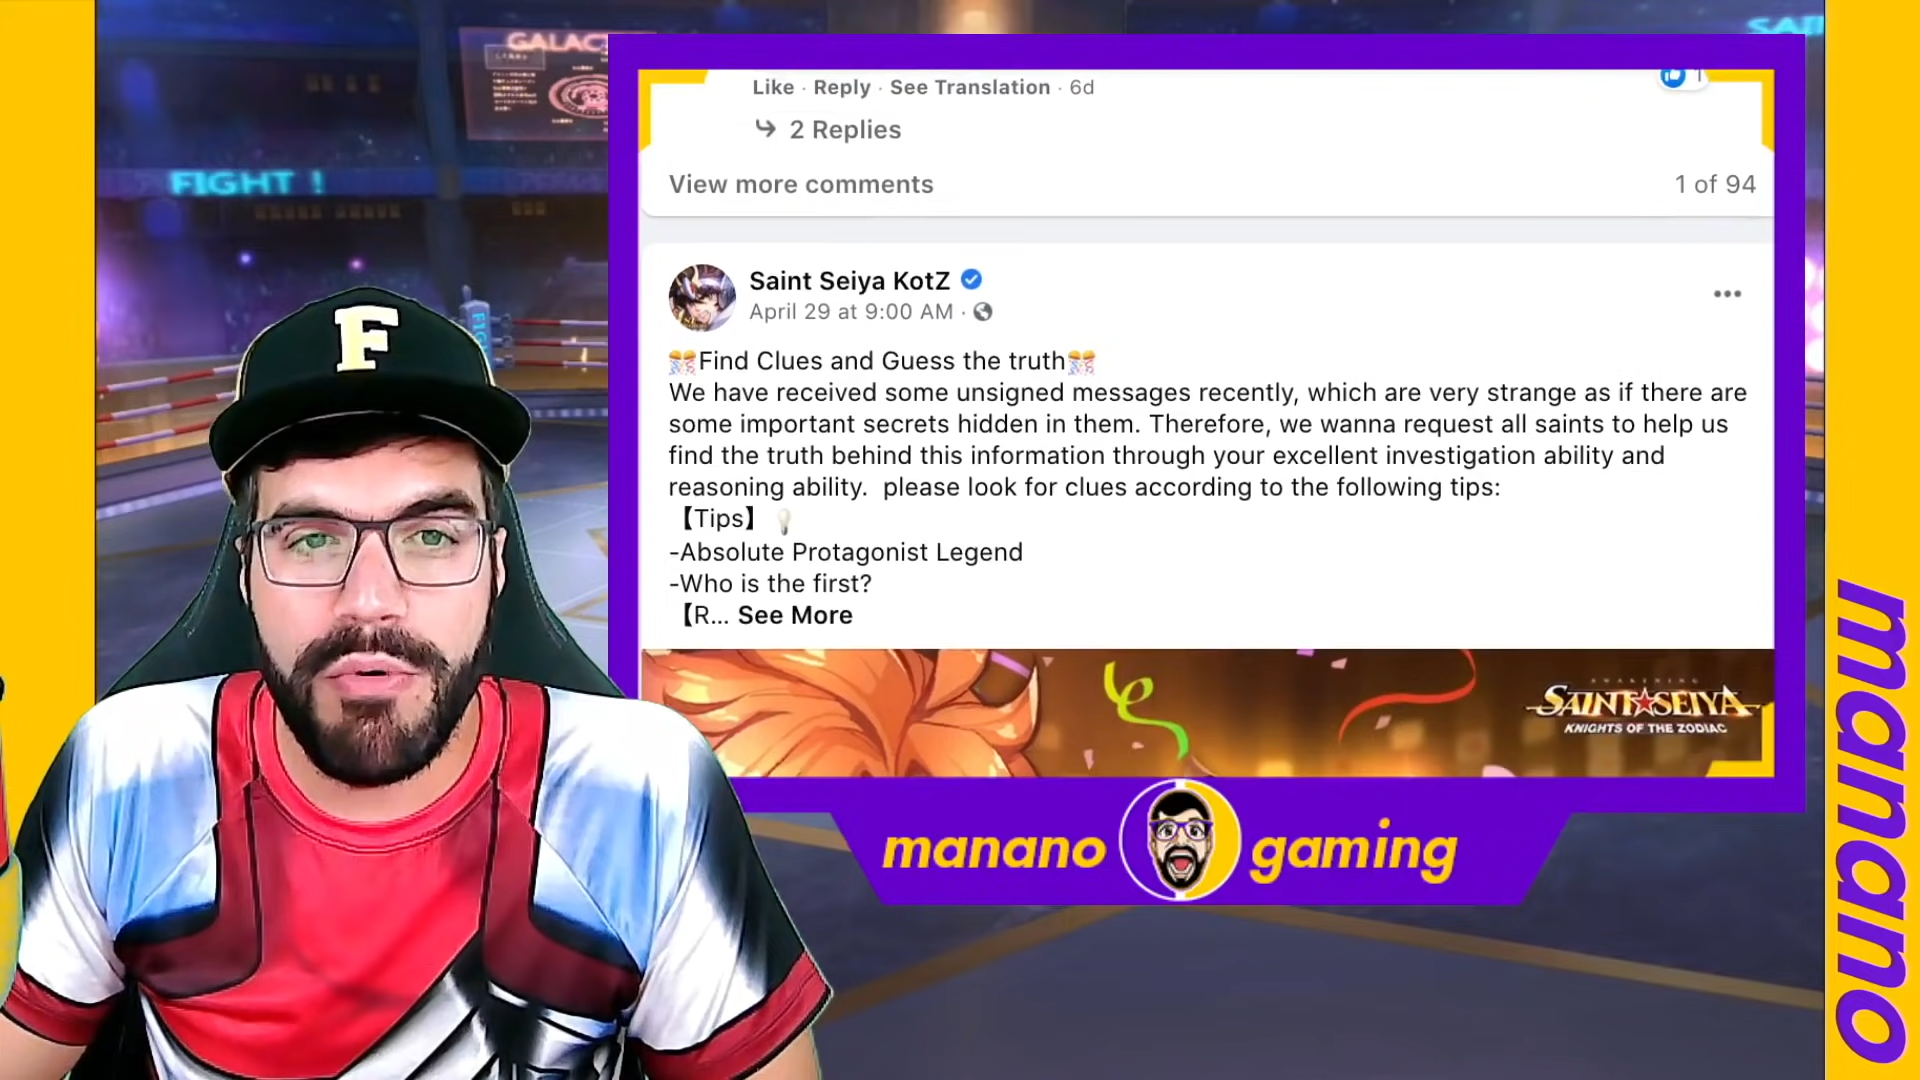 GALAC
SAI
FIGHT !
FIG
F
Like · Reply · See Translation · 6d
1
2 Replies
View more comments
1 of 94
Saint Seiya KotZ
April 29 at 9:00 AM ·
🎊Find Clues and Guess the truth🎊
We have received some unsigned messages recently, which are very strange as if there are
some important secrets hidden in them. Therefore, we wanna request all saints to help us
find the truth behind this information through your excellent investigation ability and
reasoning ability.  please look for clues according to the following tips:
【Tips】💡
-Absolute Protagonist Legend
-Who is the first?
【R... See More
AWAKENING
SAINT SEIYA
KNIGHTS OF THE ZODIAC
manano gaming
manano